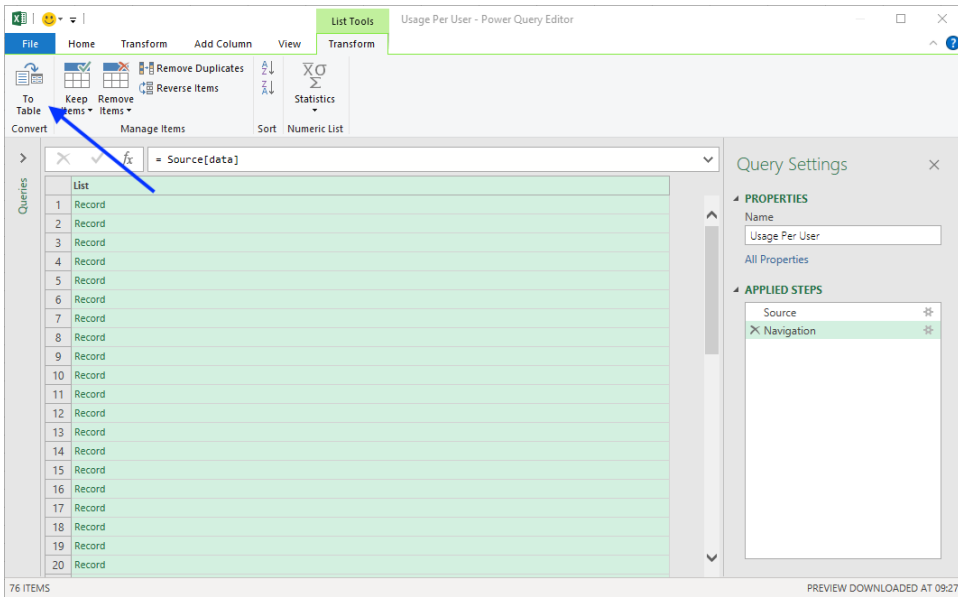 List Tools
Usage Per User - Power Query Editor
File Home Transform Add Column View Transform
?
To Table
Keep Items
Remove Items
Remove Duplicates
Reverse Items
A Z
Z A
X̄σ
Σ
Statistics
Convert
Manage Items
Sort
Numeric List
Queries
fx = Source[data]
List
1 Record
2 Record
3 Record
4 Record
5 Record
6 Record
7 Record
8 Record
9 Record
10 Record
11 Record
12 Record
13 Record
14 Record
15 Record
16 Record
17 Record
18 Record
19 Record
20 Record
Query Settings
PROPERTIES
Name
Usage Per User
All Properties
APPLIED STEPS
Source
Navigation
76 ITEMS
PREVIEW DOWNLOADED AT 09:27